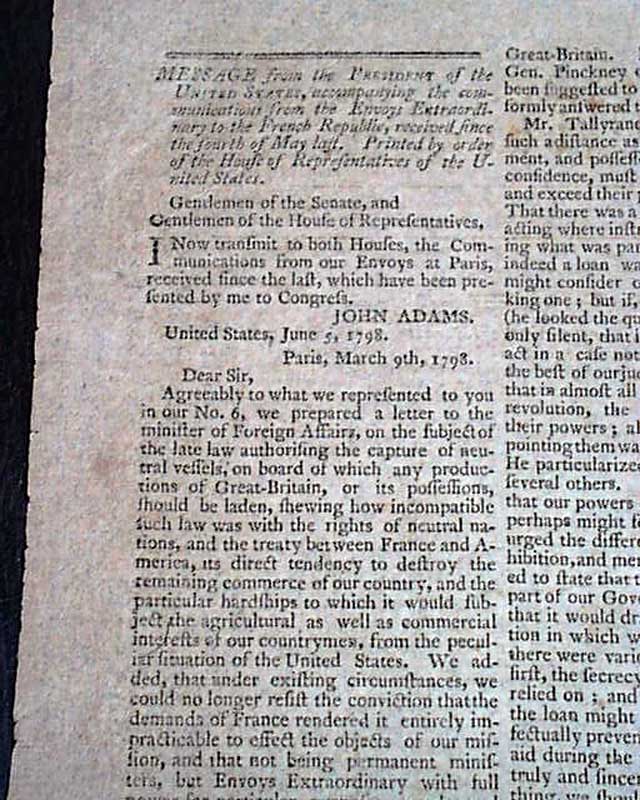 MESSAGE from the PRESIDENT of the
UNITED STATES, accompanying the com-
munications from the Envoys Extraordi-
nary to the French Republic, received ſince
the fourth of May laſt. Printed by order
of the Houſe of Repreſentatives of the U-
nited States.
Gentlemen of the Senate, and
Gentlemen of the Houſe of Repreſentatives,
I Now tranſmit to both Houſes, the Com-
munications from our Envoys at Paris,
received ſince the laſt, which have been pre-
ſented by me to Congreſs.
JOHN ADAMS.
United States, June 5, 1798.
Paris, March 9th, 1798.
Dear Sir,
Agreeably to what we repreſented to you
in our No. 6, we prepared a letter to the
miniſter of Foreign Affairs, on the ſubject of
the late law authoriſing the capture of neu-
tral veſſels, on board of which any produc-
tions of Great-Britain, or its poſſeſſions,
ſhould be laden, ſhewing how incompatible
ſuch law was with the rights of neutral na-
tions, and the treaty between France and A-
merica, its direct tendency to deſtroy the
remaining commerce of our country, and the
particular hardſhips to which it would ſub-
ject the agricultural as well as commercial
intereſts of our countrymen, from the pecul-
iar ſituation of the United States. We ad-
ded, that under exiſting circumſtances, we
could no longer reſiſt the conviction that the
demands of France rendered it entirely im-
practicable to effect the objects of our miſ-
ſion, and that not being permanent miniſ-
ters, but Envoys Extraordinary with full
Great-Britain.
Gen. Pinckney
been ſuggeſted to
formly anſwered t
Mr. Tallyrand
ſuch a diſtance as
ment, and poſſeſſ
confidence, muſt
and exceed their p
That there was a
acting where inſtr
ing what was par
indeed a loan wa
might conſider o
king one ; but if,
(he looked the qu
only ſilent, that i
act in a caſe not
the beſt of our ju
that is almoſt all
revolution, the
their powers ; al
pointing them wa
He particularized
ſeveral others.
that our powers
perhaps might ſe
urged the differe
hibition, and mer
ed to ſtate that t
part of our Gove
that it would dr
tion in which w
there were vario
firſt, the ſecrecy
relied on ; and
the loan might
fectually preven
aid during the
truly and ſincer
thing, we ſhoul